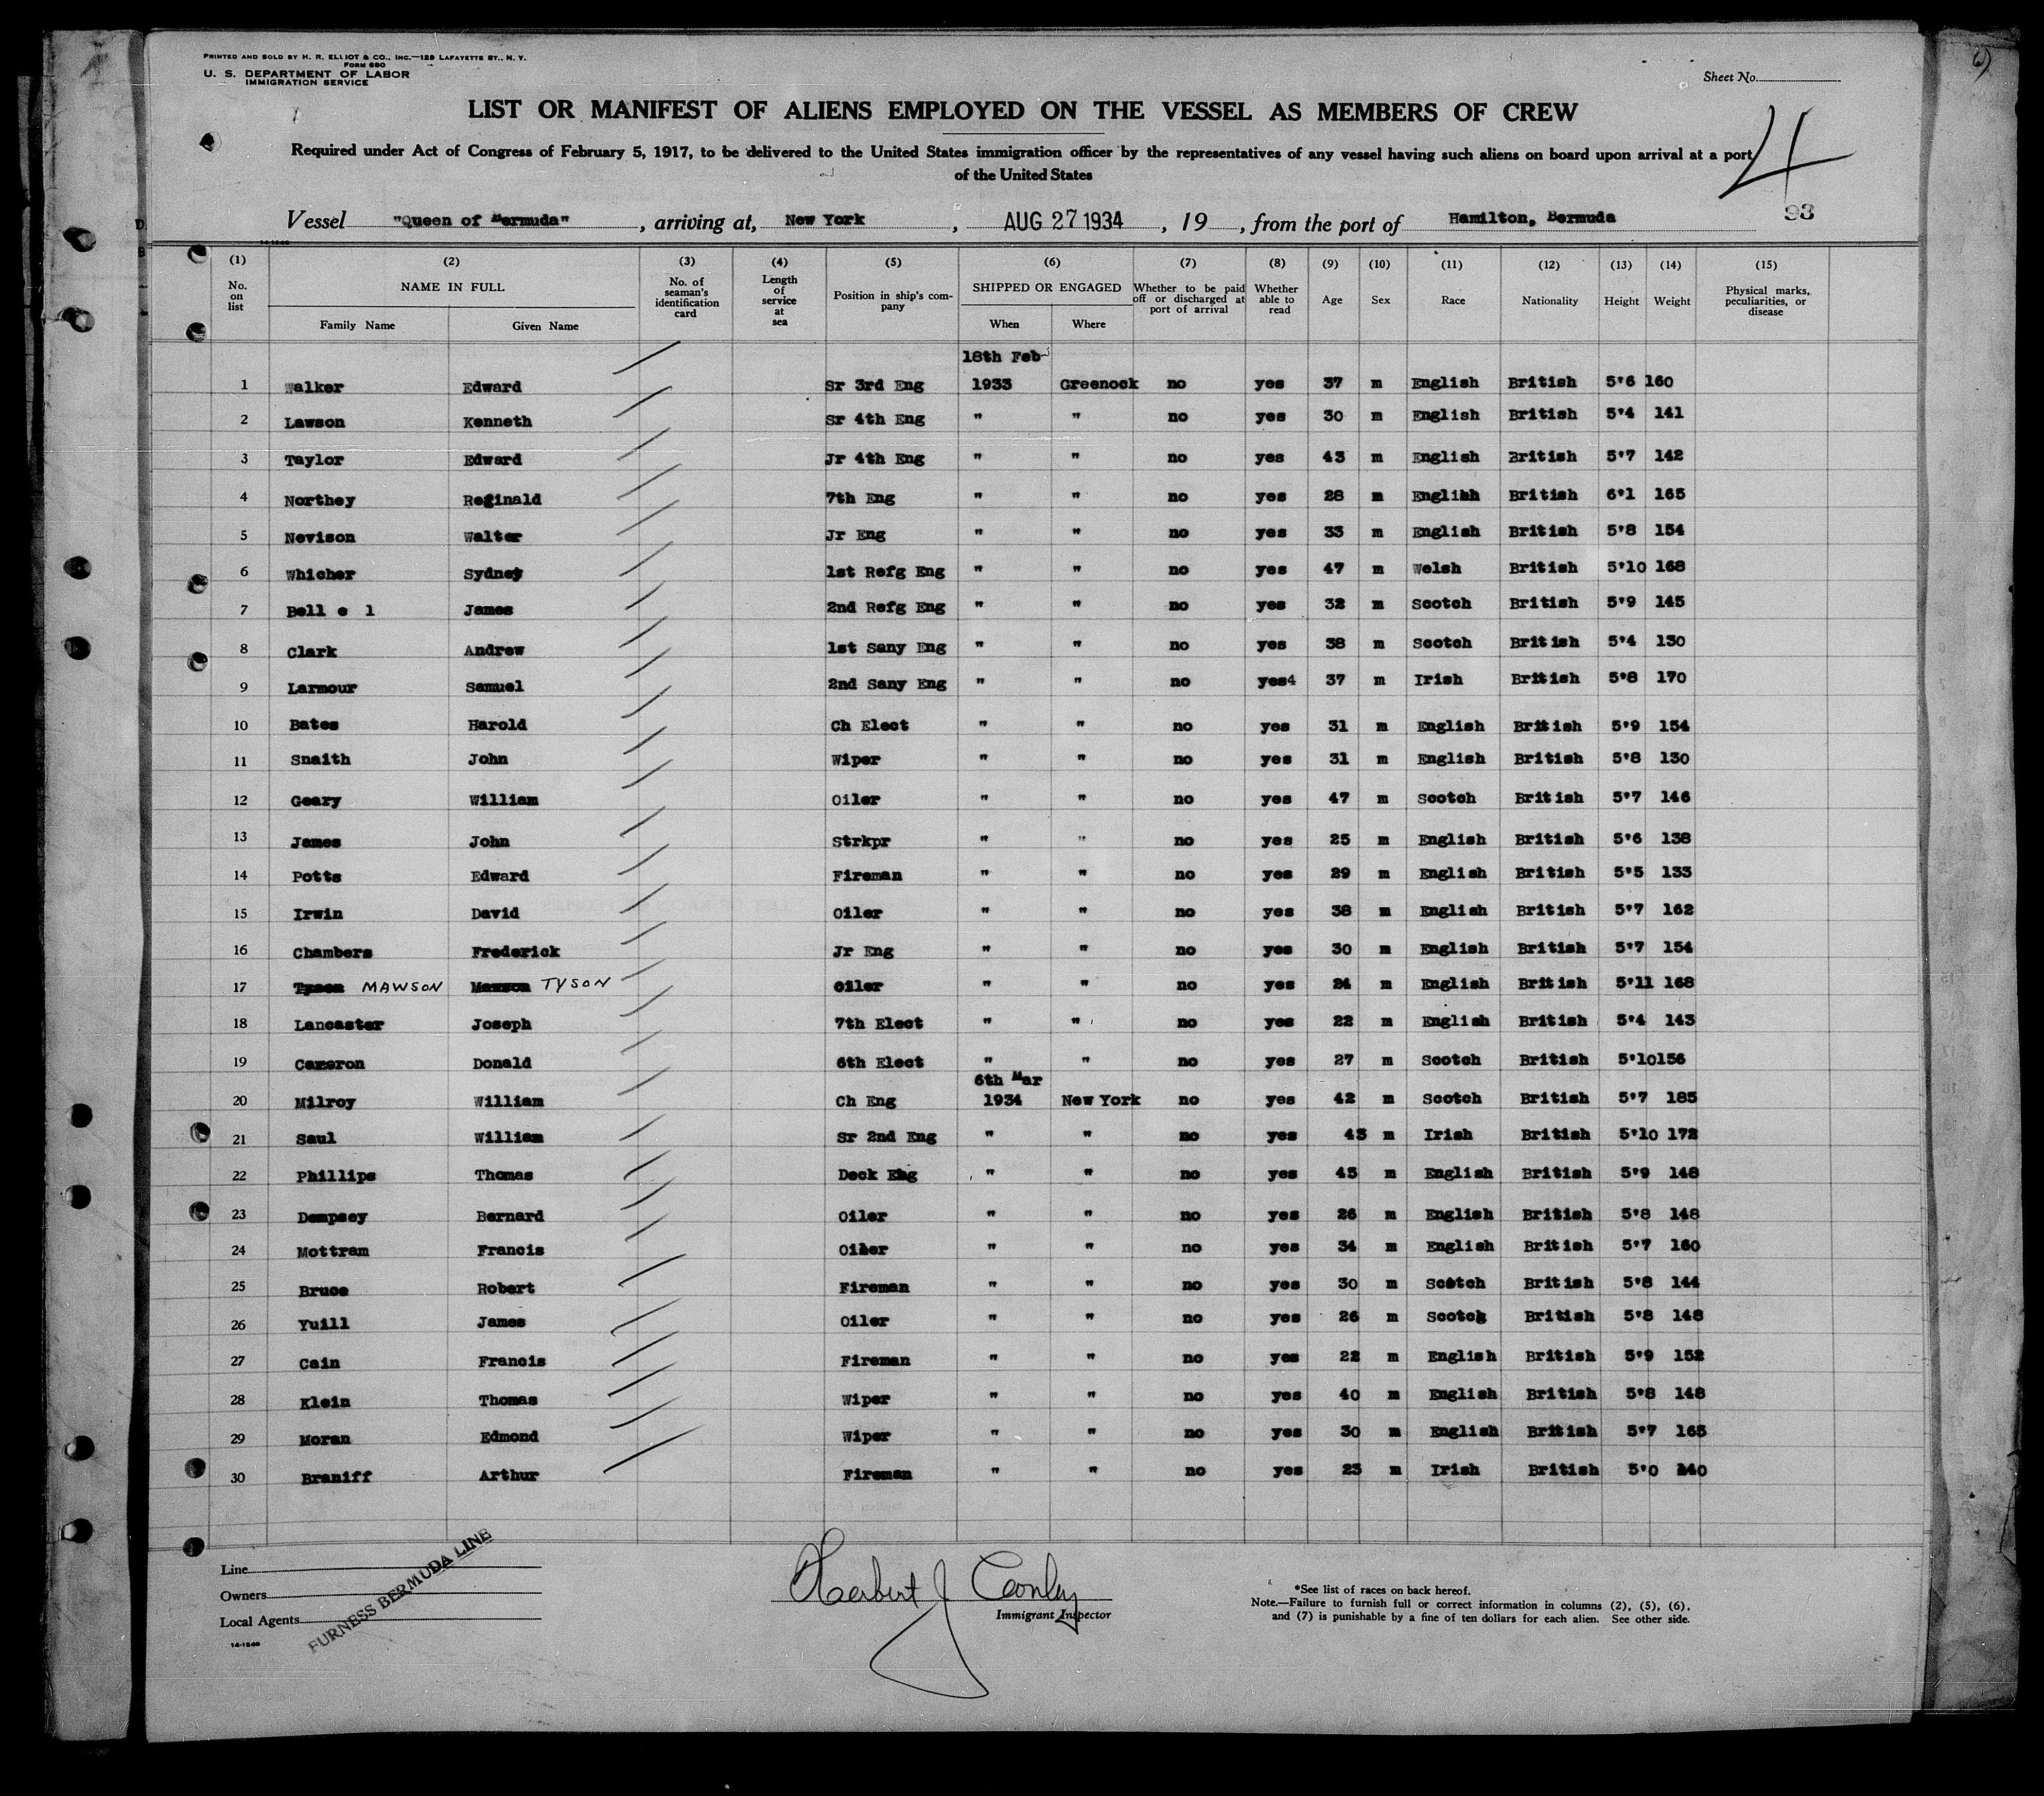 PRINTED AND SOLD BY H. R. ELLIOT & CO., INC.—129 LAFAYETTE ST., N. Y.
FORM 680
U. S. DEPARTMENT OF LABOR
IMMIGRATION SERVICE
Sheet No.
LIST OR MANIFEST OF ALIENS EMPLOYED ON THE VESSEL AS MEMBERS OF CREW
4
Required under Act of Congress of February 5, 1917, to be delivered to the United States immigration officer by the representatives of any vessel having such aliens on board upon arrival at a port
of the United States
93
Vessel "Queen of Bermuda", arriving at, New York, AUG 27 1934, 19, from the port of Hamilton, Bermuda
14-1240
(1) (2) (3) (4) (5) (6) (7) (8) (9) (10) (11) (12) (13) (14) (15)
No. on list NAME IN FULL No. of seaman's identification card Length of service at sea Position in ship's company SHIPPED OR ENGAGED Whether to be paid off or discharged at port of arrival Whether able to read Age Sex Race Nationality Height Weight Physical marks, peculiarities, or disease
Family Name Given Name When Where
18th Feb
1 Walker Edward Sr 3rd Eng 1933 Greenock no yes 37 m English British 5'6 160
2 Lawson Kenneth Sr 4th Eng " " no yes 30 m English British 5'4 141
3 Taylor Edward Jr 4th Eng " " no yes 43 m English British 5'7 142
4 Northey Reginald 7th Eng " " no yes 28 m English British 6'1 165
5 Nevison Walter Jr Eng " " no yes 33 m English British 5'8 154
6 Whicher Sydney 1st Refg Eng " " no yes 47 m Welsh British 5'10 168
7 Bell e l James 2nd Refg Eng " " no yes 32 m Scotch British 5'9 145
8 Clark Andrew 1st Sany Eng " " no yes 38 m Scotch British 5'4 130
9 Larmour Samuel 2nd Sany Eng " " no yes4 37 m Irish British 5'8 170
10 Bates Harold Ch Elect " " no yes 31 m English British 5'9 154
11 Snaith John Wiper " " no yes 31 m English British 5'8 130
12 Geary William Oiler " " no yes 47 m Scotch British 5'7 146
13 James John Strkpr " " no yes 25 m English British 5'6 138
14 Potts Edward Fireman " " no yes 29 m English British 5'5 133
15 Irwin David Oiler " " no yes 38 m English British 5'7 162
16 Chambers Frederick Jr Eng " " no yes 30 m English British 5'7 154
17 Tyson MAWSON Mawson TYSON Oiler " " no yes 24 m English British 5'11 168
18 Lancaster Joseph 7th Elect " " no yes 22 m English British 5'4 143
19 Cameron Donald 6th Elect " " no yes 27 m Scotch British 5'10 156
6th Mar
20 Milroy William Ch Eng 1934 New York no yes 42 m Scotch British 5'7 185
21 Saul William Sr 2nd Eng " " no yes 43 m Irish British 5'10 172
22 Phillips Thomas Deck Eng " " no yes 43 m English British 5'9 148
23 Dempsey Bernard Oiler " " no yes 26 m English British 5'8 148
24 Mottram Francis Oiler " " no yes 34 m English British 5'7 160
25 Bruce Robert Fireman " " no yes 30 m Scotch British 5'8 144
26 Yuill James Oiler " " no yes 26 m Scotch British 5'8 148
27 Cain Francis Fireman " " no yes 22 m English British 5'9 152
28 Klein Thomas Wiper " " no yes 40 m English British 5'8 148
29 Moran Edmond Wiper " " no yes 30 m English British 5'7 165
30 Braniff Arthur Fireman " " no yes 23 m Irish British 5'0 140
Line
Owners
Local Agents
FURNESS BERMUDA LINE
14-1240
Herbert J Conley
Immigrant Inspector
*See list of races on back hereof.
Note.—Failure to furnish full or correct information in columns (2), (5), (6), and (7) is punishable by a fine of ten dollars for each alien. See other side.